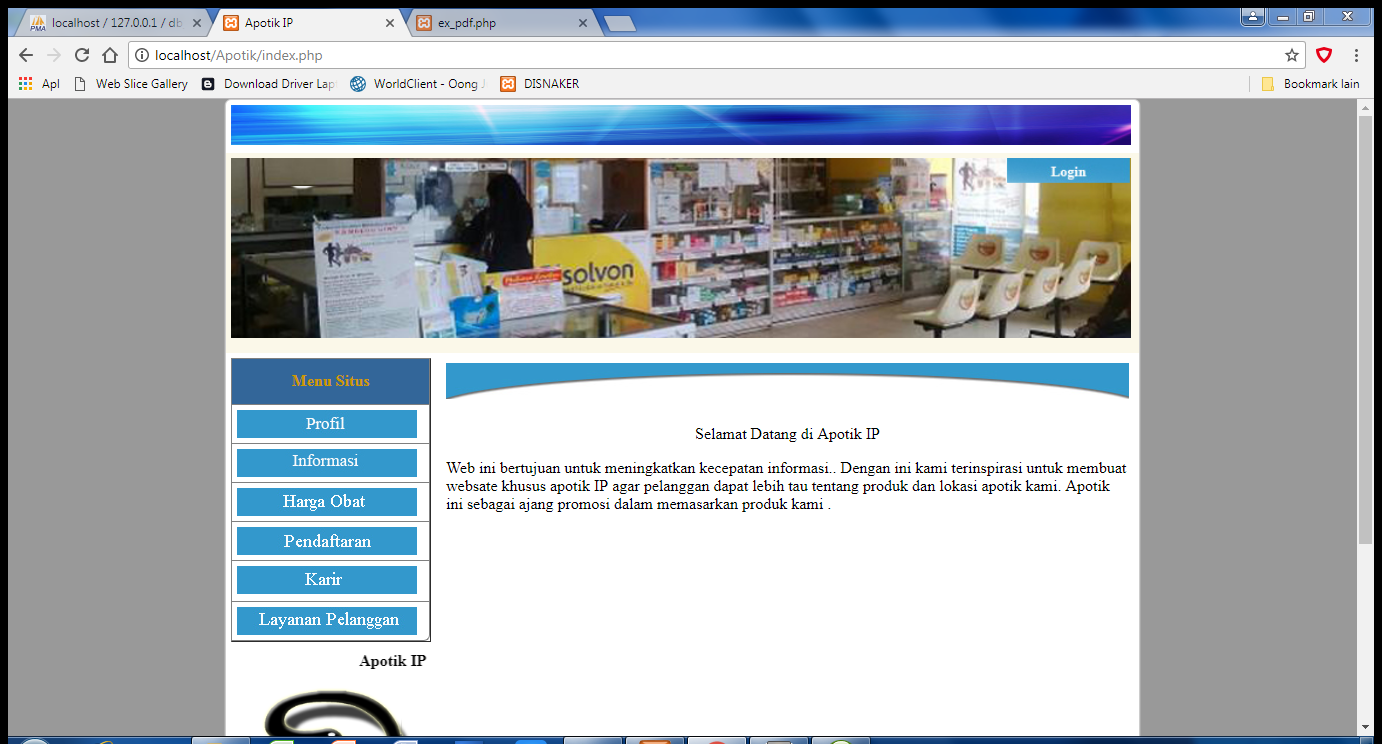 localhost / 127.0.0.1 / db
Apotik IP
ex_pdf.php
localhost/Apotik/index.php
Apl
Web Slice Gallery
Download Driver Lap
WorldClient - Oong J
DISNAKER
Bookmark lain
Login
solvon
Menu Situs
Profil
Informasi
Harga Obat
Pendaftaran
Karir
Layanan Pelanggan
Selamat Datang di Apotik IP
Web ini bertujuan untuk meningkatkan kecepatan informasi.. Dengan ini kami terinspirasi untuk membuat
websate khusus apotik IP agar pelanggan dapat lebih tau tentang produk dan lokasi apotik kami. Apotik
ini sebagai ajang promosi dalam memasarkan produk kami .
Apotik IP